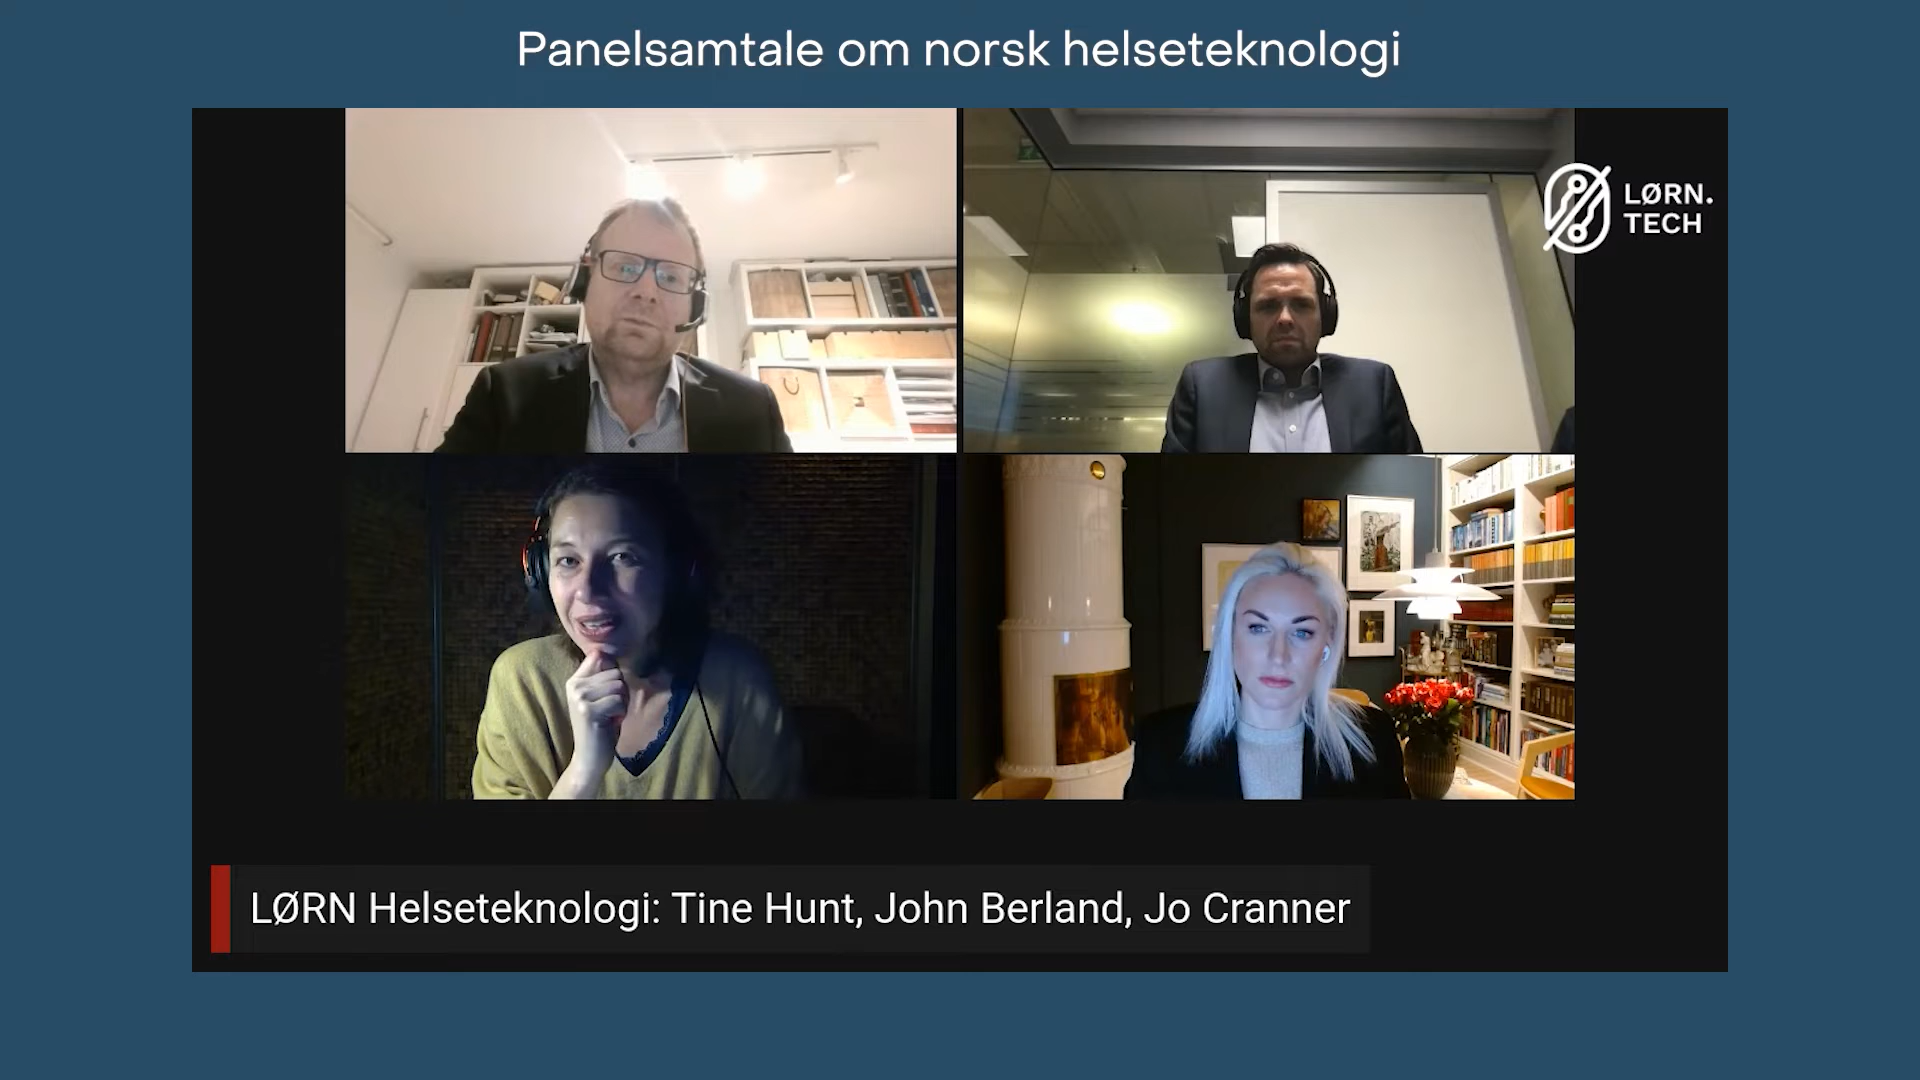 Panelsamtale om norsk helseteknologi
LØRN.
TECH
LØRN Helseteknologi: Tine Hunt, John Berland, Jo Cranner